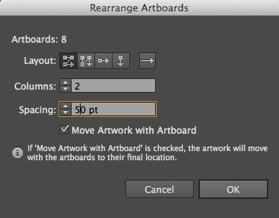 Rearrange Artboards
Artboards: 8
Layout:
Columns: 2
Spacing: 50 pt
Move Artwork with Artboard
If 'Move Artwork with Artboard' is checked, the artwork will move
with the artboards to their final location.
Cancel OK